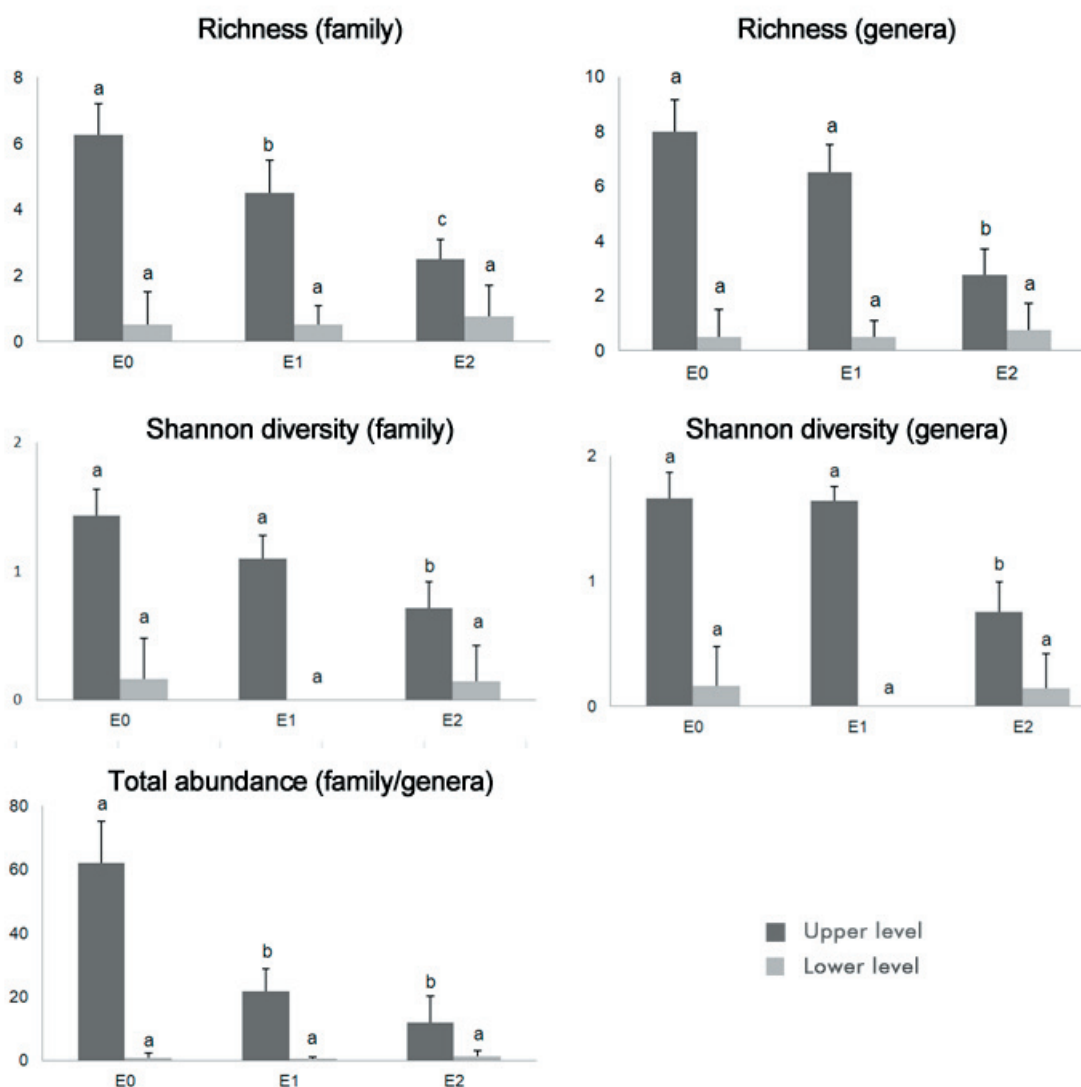 Richness (family)
8
6
4
2
0
a
b
c
a
a
a
E0
E1
E2
Richness (genera)
10
8
6
4
2
0
a
a
b
a
a
a
E0
E1
E2
Shannon diversity (family)
2
1
0
a
a
b
a
a
a
E0
E1
E2
Shannon diversity (genera)
2
1
0
a
a
b
a
a
a
E0
E1
E2
Total abundance (family/genera)
80
60
40
20
0
a
b
b
a
a
a
E0
E1
E2
Upper level
Lower level